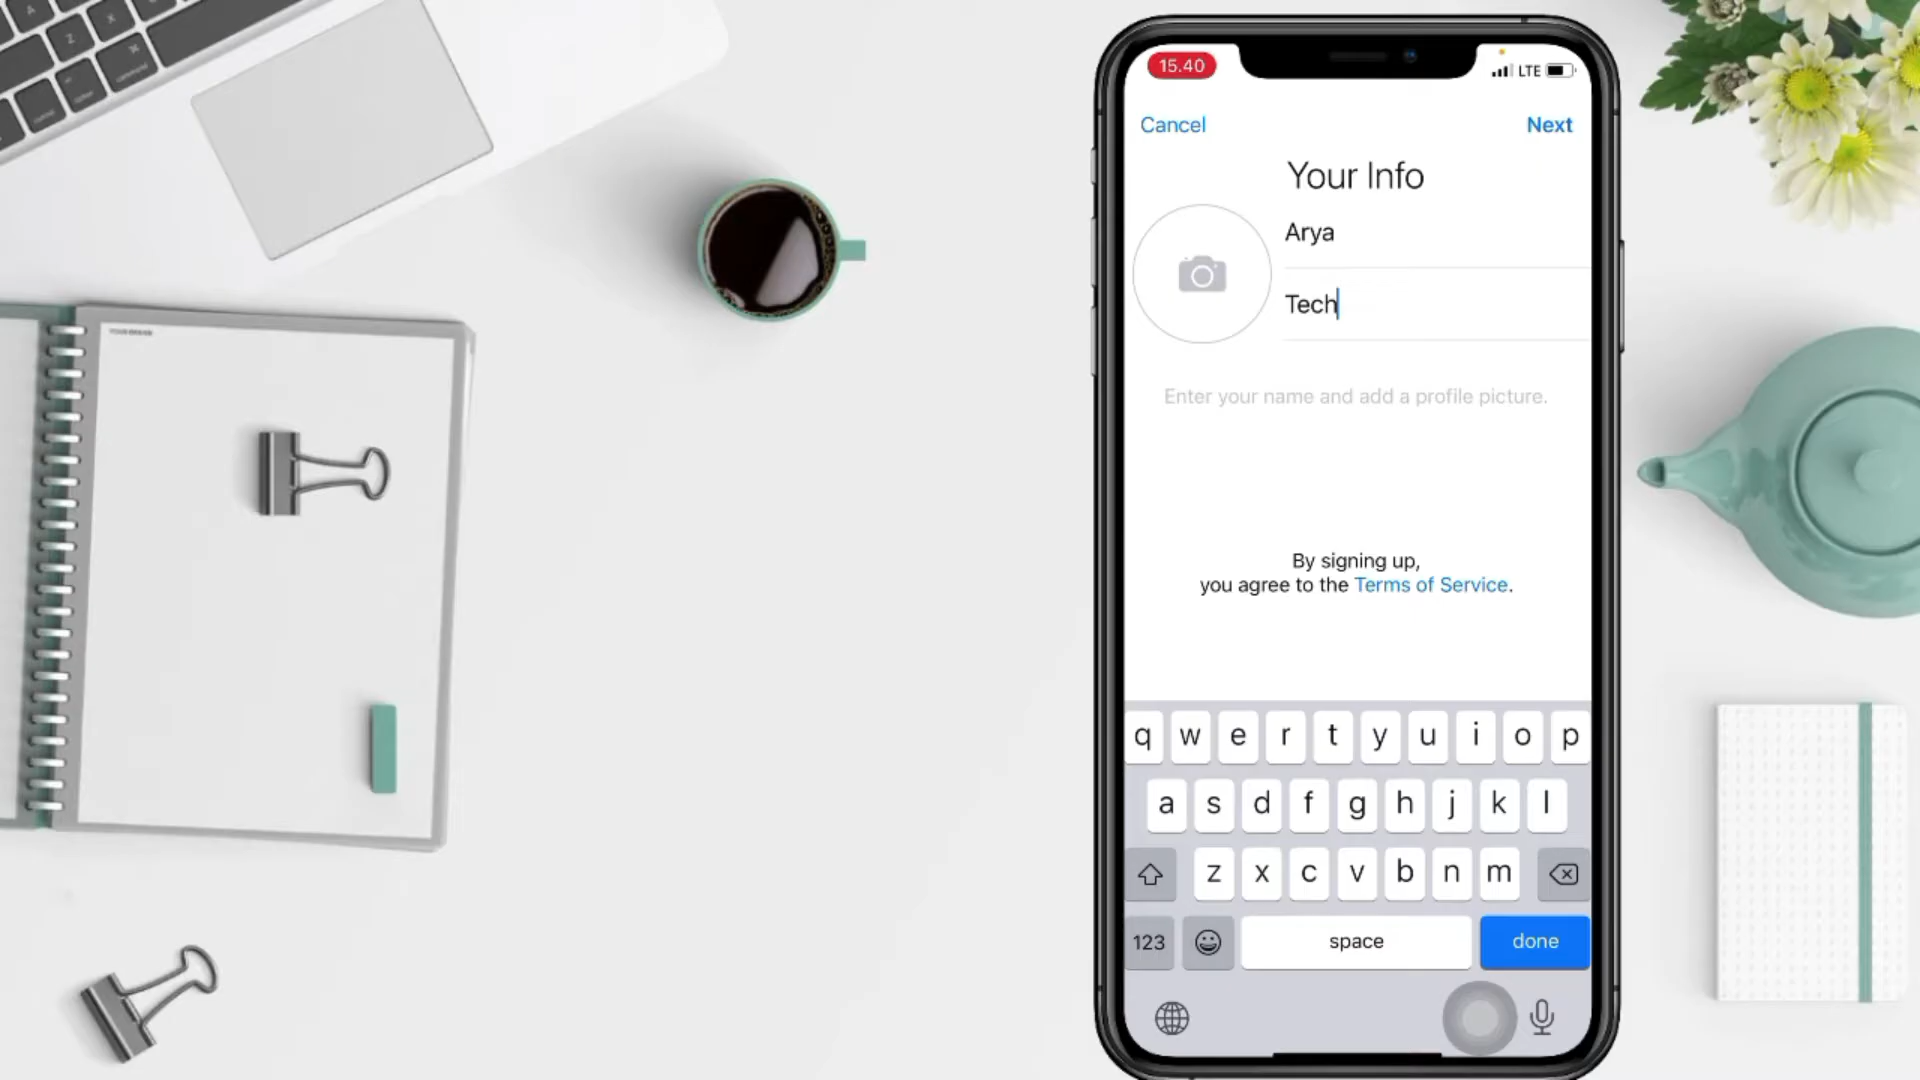 15.40
LTE
Cancel
Next
Your Info
Arya
Tech
Enter your name and add a profile picture.
By signing up,
you agree to the Terms of Service.
q w e r t y u i o p
a s d f g h j k l
z x c v b n m
123
space
done
A
Z
X
command